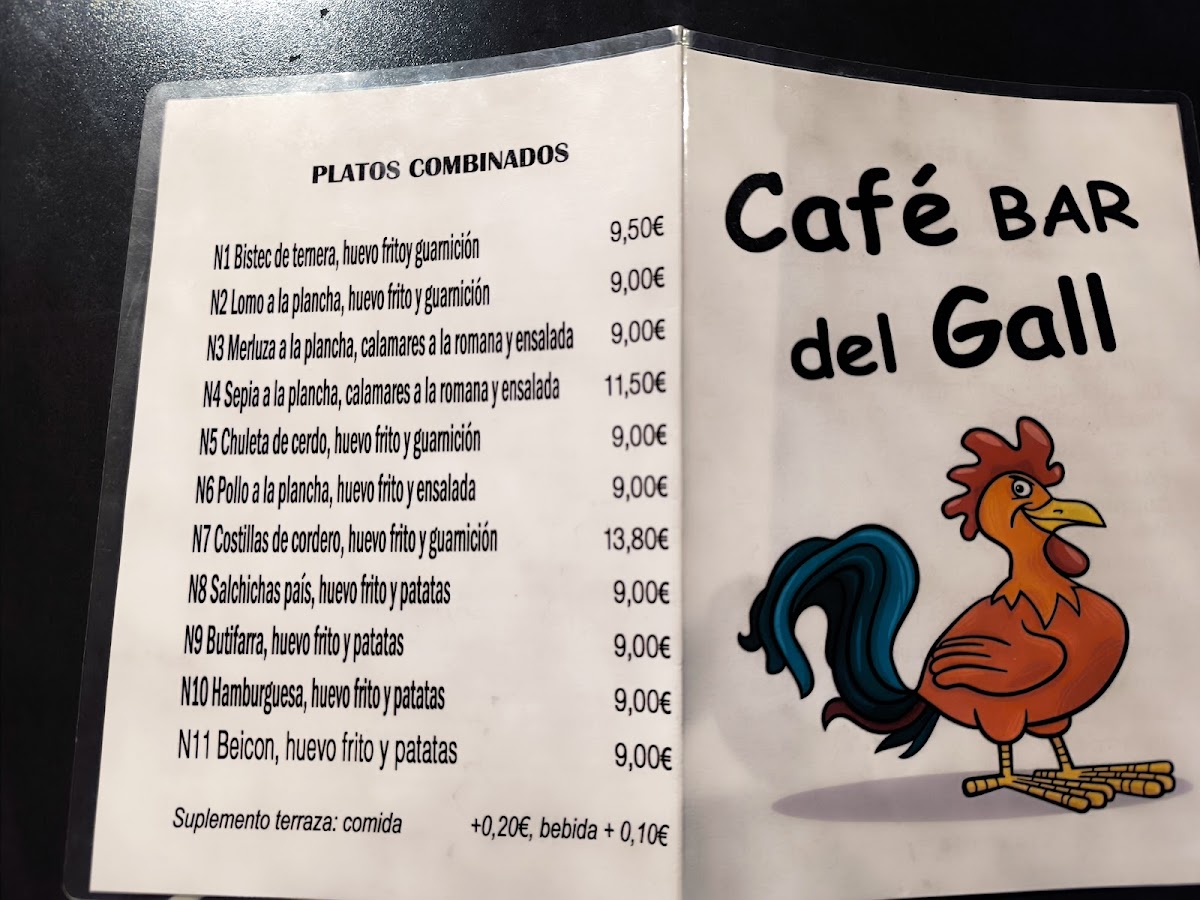 PLATOS COMBINADOS
N1 Bistec de ternera, huevo fritoy guarnición 9,50€
N2 Lomo a la plancha, huevo frito y guarnición 9,00€
N3 Merluza a la plancha, calamares a la romana y ensalada 9,00€
N4 Sepia a la plancha, calamares a la romana y ensalada 11,50€
N5 Chuleta de cerdo, huevo frito y guarnición 9,00€
N6 Pollo a la plancha, huevo frito y ensalada 9,00€
N7 Costillas de cordero, huevo frito y guarnición 13,80€
N8 Salchichas país, huevo frito y patatas 9,00€
N9 Butifarra, huevo frito y patatas 9,00€
N10 Hamburguesa, huevo frito y patatas 9,00€
N11 Beicon, huevo frito y patatas 9,00€
Suplemento terraza: comida +0,20€, bebida + 0,10€
Café BAR
del Gall